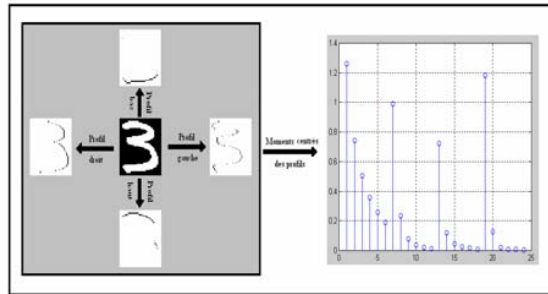 Profil
bas
Profil
droit
3
Profil
gauche
Profil
haut
Moments centrés
des profils
1.4
1.2
1
0.8
0.6
0.4
0.2
0
0 5 10 15 20 25